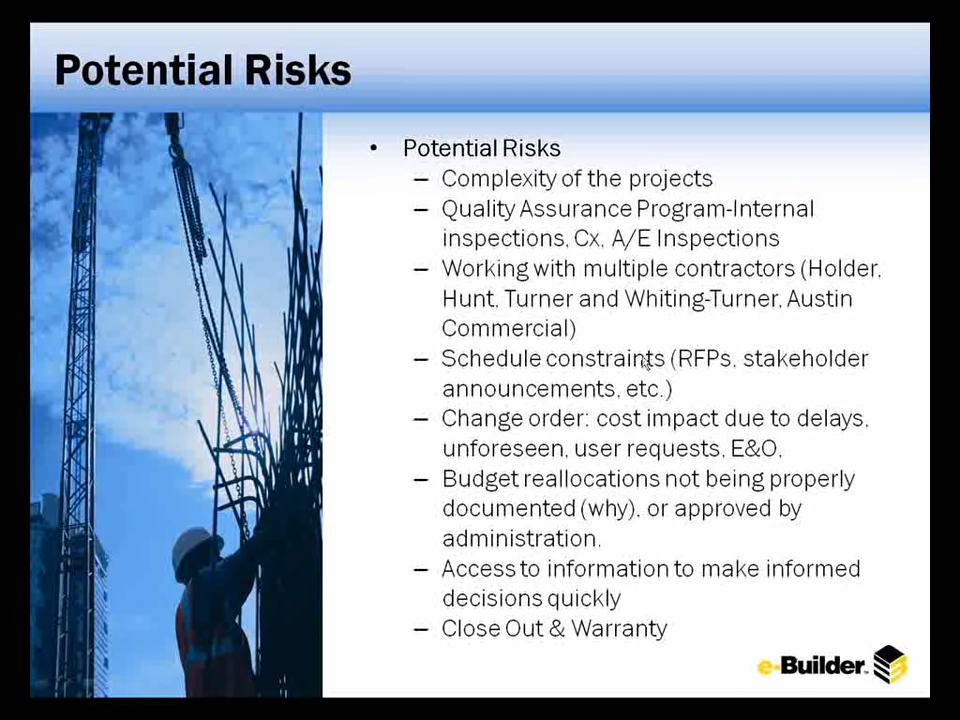 Potential Risks
• Potential Risks
– Complexity of the projects
– Quality Assurance Program-Internal
inspections, Cx, A/E Inspections
– Working with multiple contractors (Holder,
Hunt, Turner and Whiting-Turner, Austin
Commercial)
– Schedule constraints (RFPs, stakeholder
announcements, etc.)
– Change order: cost impact due to delays,
unforeseen, user requests, E&O,
– Budget reallocations not being properly
documented (why), or approved by
administration.
– Access to information to make informed
decisions quickly
– Close Out & Warranty
e-Builder™